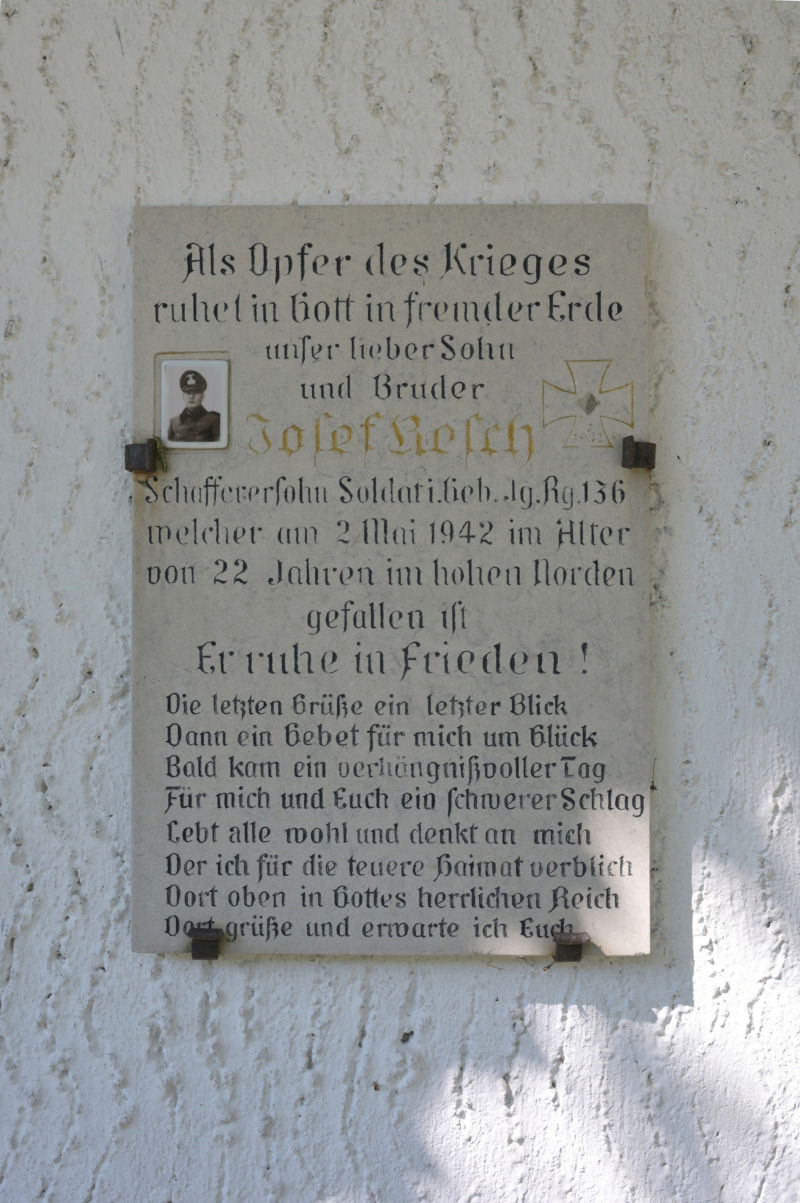 Als Opfer des Krieges
ruhet in Gott in fremder Erde
unſer lieber Sohn
und Bruder
Joſef Reſch
Schafferersſohn Soldat i. Geb. Jg. Rg. 136
welcher am 2 Mai 1942 im Alter
von 22 Jahren im hohen Norden
gefallen iſt
Er ruhe in Frieden !
Die letzten Grüße ein letzter Blick
Dann ein Gebet für mich um Glück
Bald kam ein verhängnißvoller Tag
Für mich und Euch ein ſchwerer Schlag
Lebt alle wohl und denkt an mich
Der ich für die teuere Haimat verblich
Dort oben in Gottes herrlichen Reich
Dort grüße und erwarte ich Euch